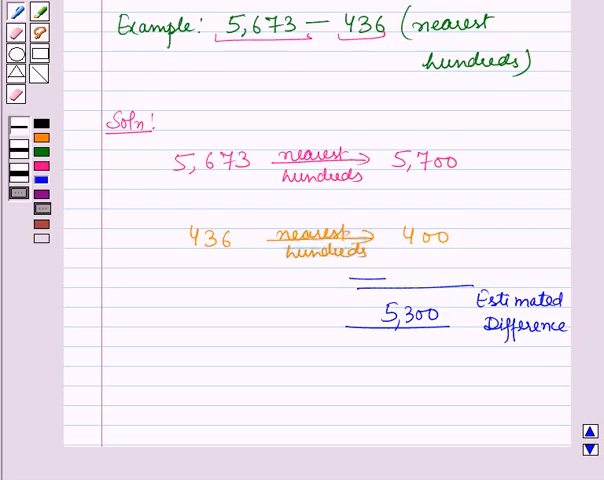 Example: 5,673 — 436 (nearest
hundreds)
Soln:
5,673 nearest hundreds 5,700
436 nearest hundreds 400
5,300 Estimated
Difference